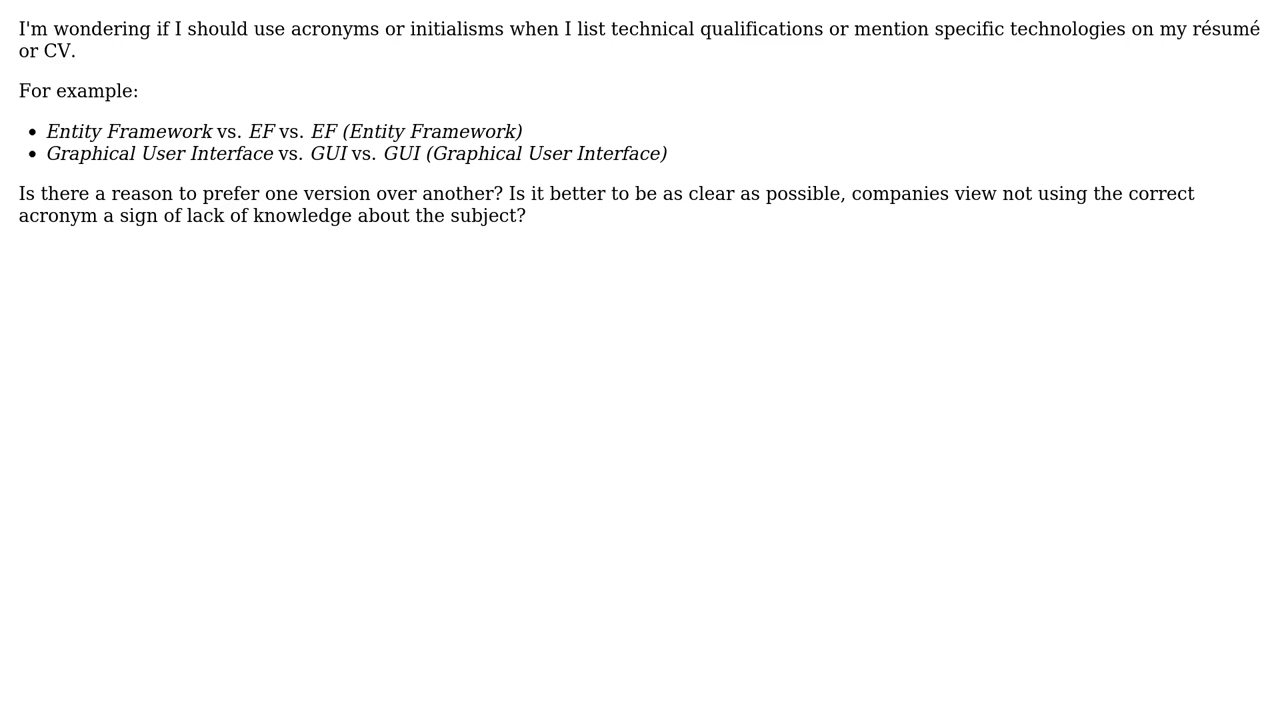 I'm wondering if I should use acronyms or initialisms when I list technical qualifications or mention specific technologies on my résumé
or CV.
For example:
• Entity Framework vs. EF vs. EF (Entity Framework)
• Graphical User Interface vs. GUI vs. GUI (Graphical User Interface)
Is there a reason to prefer one version over another? Is it better to be as clear as possible, companies view not using the correct
acronym a sign of lack of knowledge about the subject?